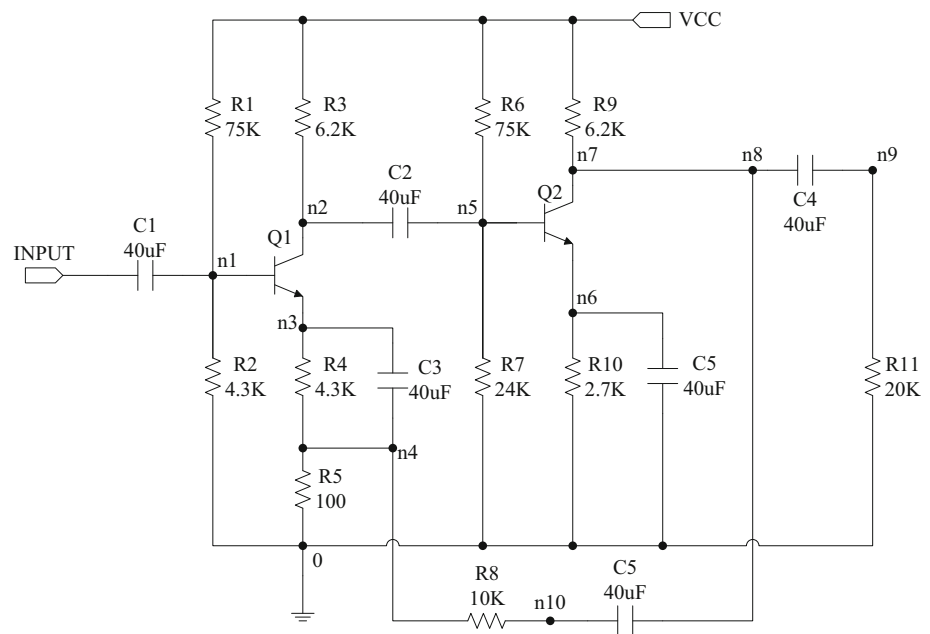 VCC
R1
75K
R3
6.2K
R6
75K
R9
6.2K
n7
n8
n9
C4
40uF
C2
40uF
n2
n5
Q2
C1
40uF
INPUT
n1
Q1
n3
n6
R2
4.3K
R4
4.3K
C3
40uF
R7
24K
R10
2.7K
C5
40uF
R11
20K
n4
R5
100
0
R8
10K
n10
C5
40uF